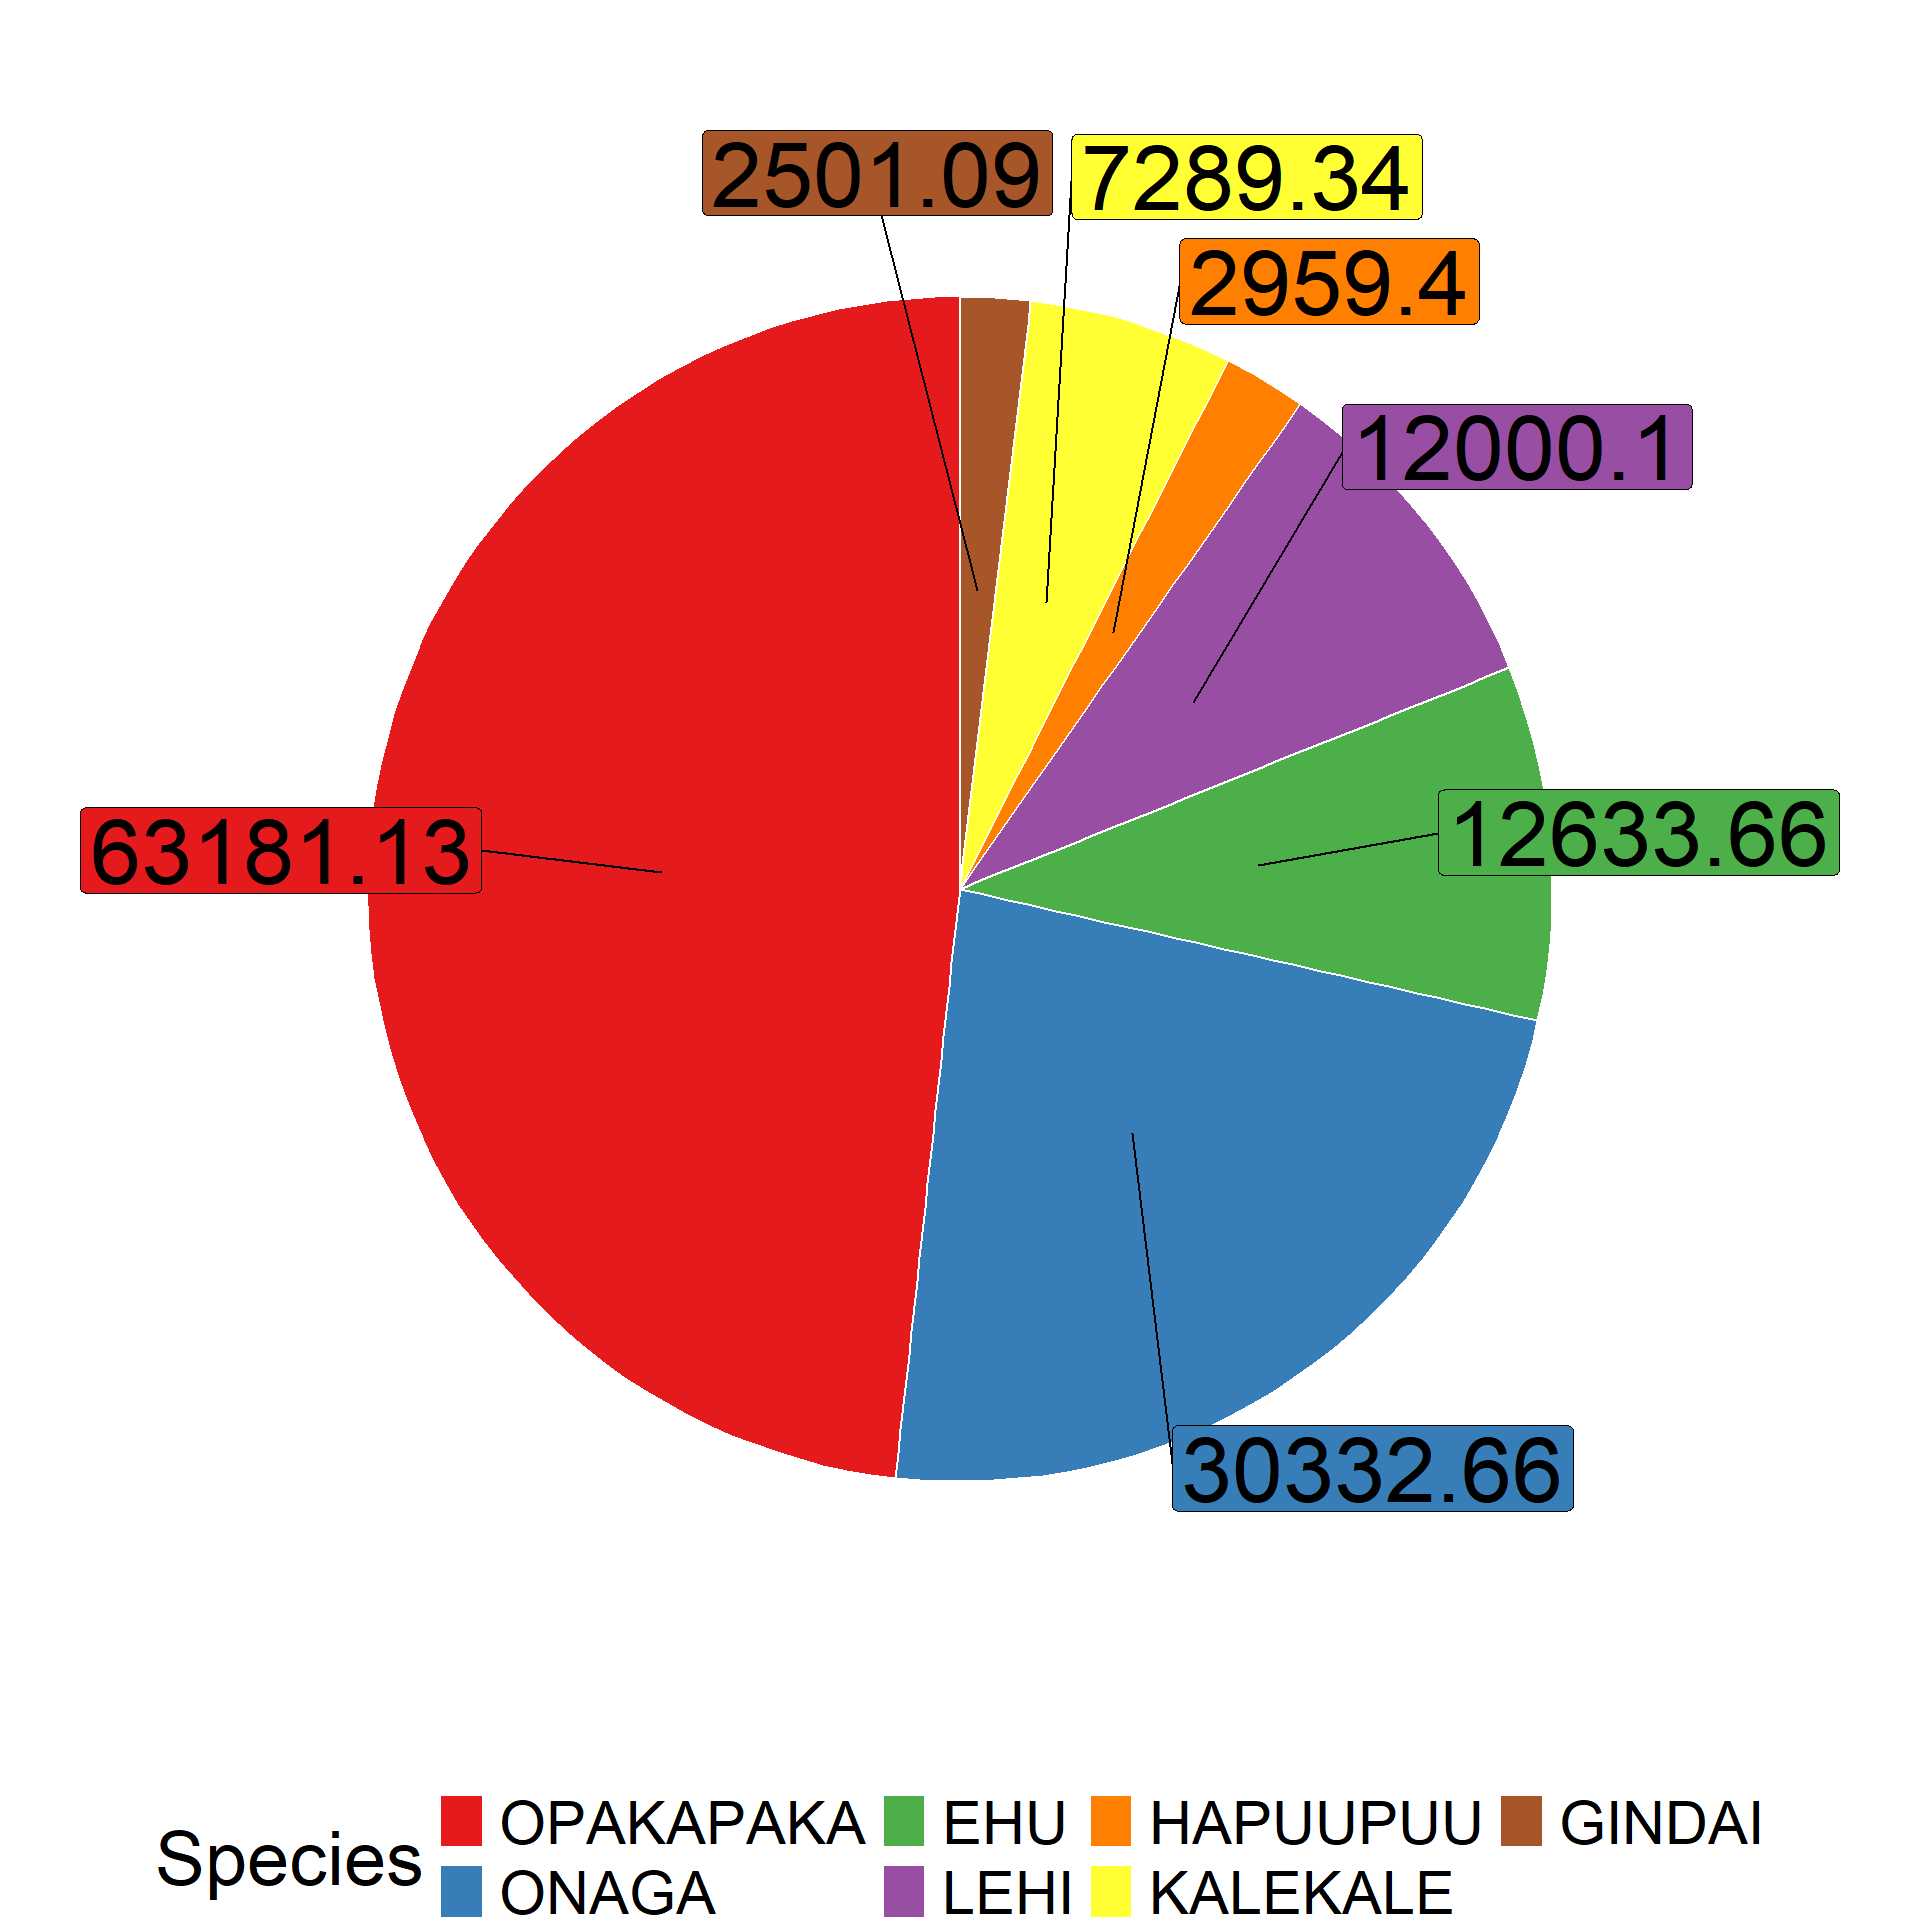 2501.09
7289.34
2959.4
12000.1
63181.13
12633.66
30332.66
Species
OPAKAPAKA EHU HAPUUPUU GINDAI
ONAGA LEHI KALEKALE